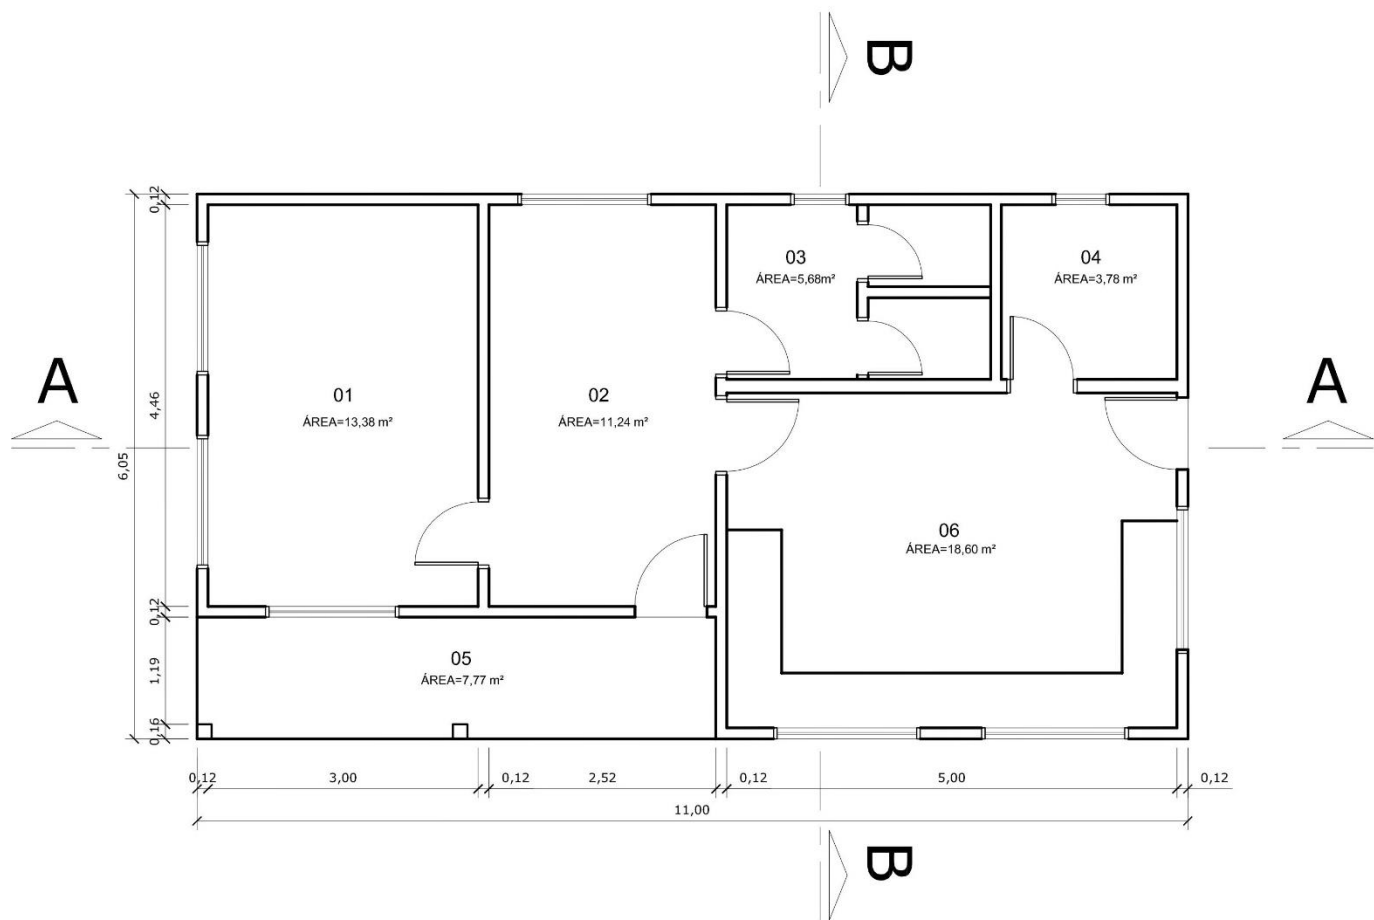 B
0,12
03
ÁREA=5,68m²
04
ÁREA=3,78 m²
A
4,46
01
ÁREA=13,38 m²
02
ÁREA=11,24 m²
A
6,05
06
ÁREA=18,60 m²
0,12
1,19
05
ÁREA=7,77 m²
0,16
0,12
3,00
0,12
2,52
0,12
5,00
0,12
11,00
B